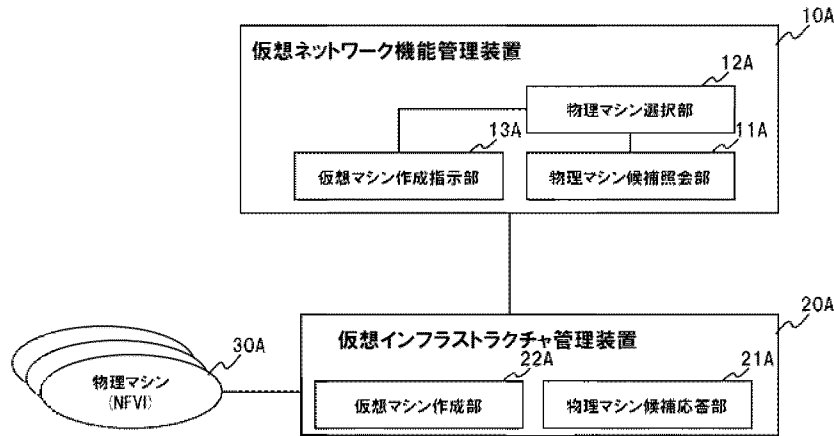 10A
仮想ネットワーク機能管理装置
12A
物理マシン選択部
13A
11A
仮想マシン作成指示部
物理マシン候補照会部
20A
仮想インフラストラクチャ管理装置
30A
22A
21A
物理マシン
(NFVI)
仮想マシン作成部
物理マシン候補応答部